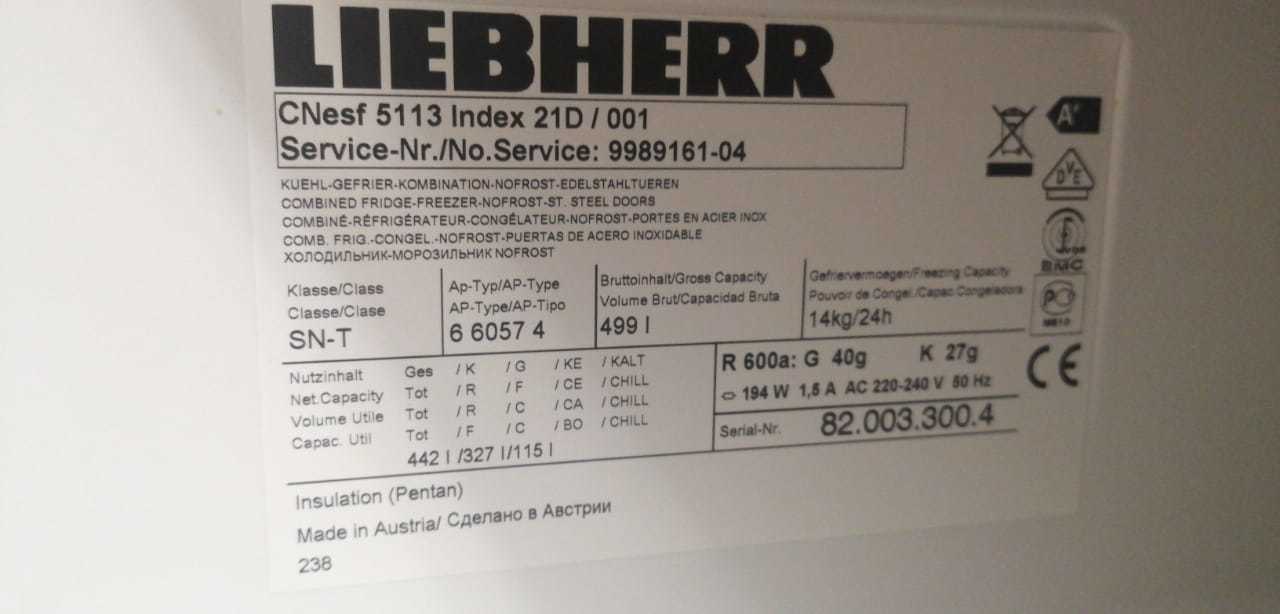 LIEBHERR
CNesf 5113 Index 21D / 001
Service-Nr./No.Service: 9989161-04
KUEHL-GEFRIER-KOMBINATION-NOFROST-EDELSTAHLTUEREN
COMBINED FRIDGE-FREEZER-NOFROST-ST. STEEL DOORS
COMBINÉ-RÉFRIGÉRATEUR-CONGÉLATEUR-NOFROST-PORTES EN ACIER INOX
COMB. FRIG.-CONGEL.-NOFROST-PUERTAS DE ACERO INOXIDABLE
ХОЛОДИЛЬНИК-МОРОЗИЛЬНИК NOFROST
A+
DVE
BMC
Klasse/Class
Classe/Clase
SN-T
Ap-Typ/AP-Type
AP-Type/AP-Tipo
6 6057 4
Bruttoinhalt/Gross Capacity
Volume Brut/Capacidad Bruta
499 l
Gefriervermoegen/Freezing Capacity
Pouvoir de Congel./Capac.Congeladora
14kg/24h
Nutzinhalt Ges / K / G / KE / KALT
Net.Capacity Tot / R / F / CE / CHILL
Volume Utile Tot / R / C / CA / CHILL
Capac. Util Tot / F / C / BO / CHILL
442 l /327 l/115 l
R 600a: G 40g K 27g
194 W 1,5 A AC 220-240 V 50 Hz
Serial-Nr. 82.003.300.4
CE
Insulation (Pentan)
Made in Austria/ Сделано в Австрии
238